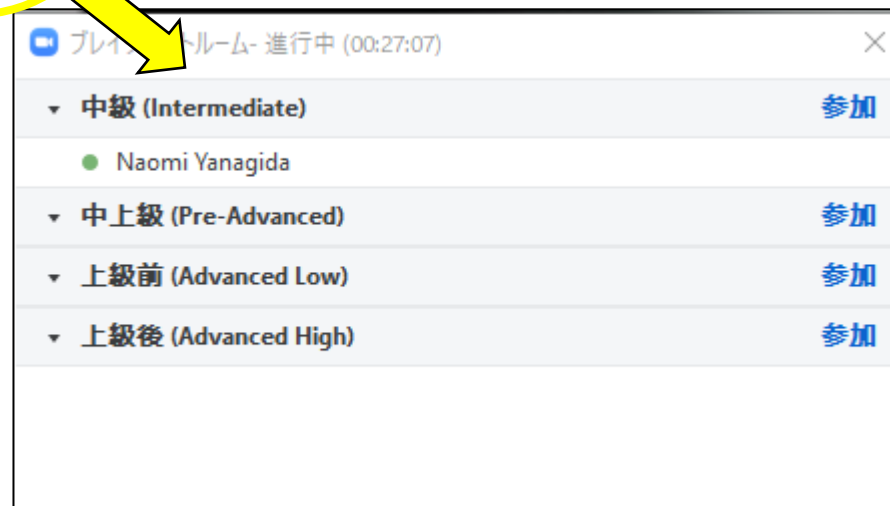 ブレイ トルーム- 進行中 (00:27:07)
中級 (Intermediate) 参加
Naomi Yanagida
中上級 (Pre-Advanced) 参加
上級前 (Advanced Low) 参加
上級後 (Advanced High) 参加